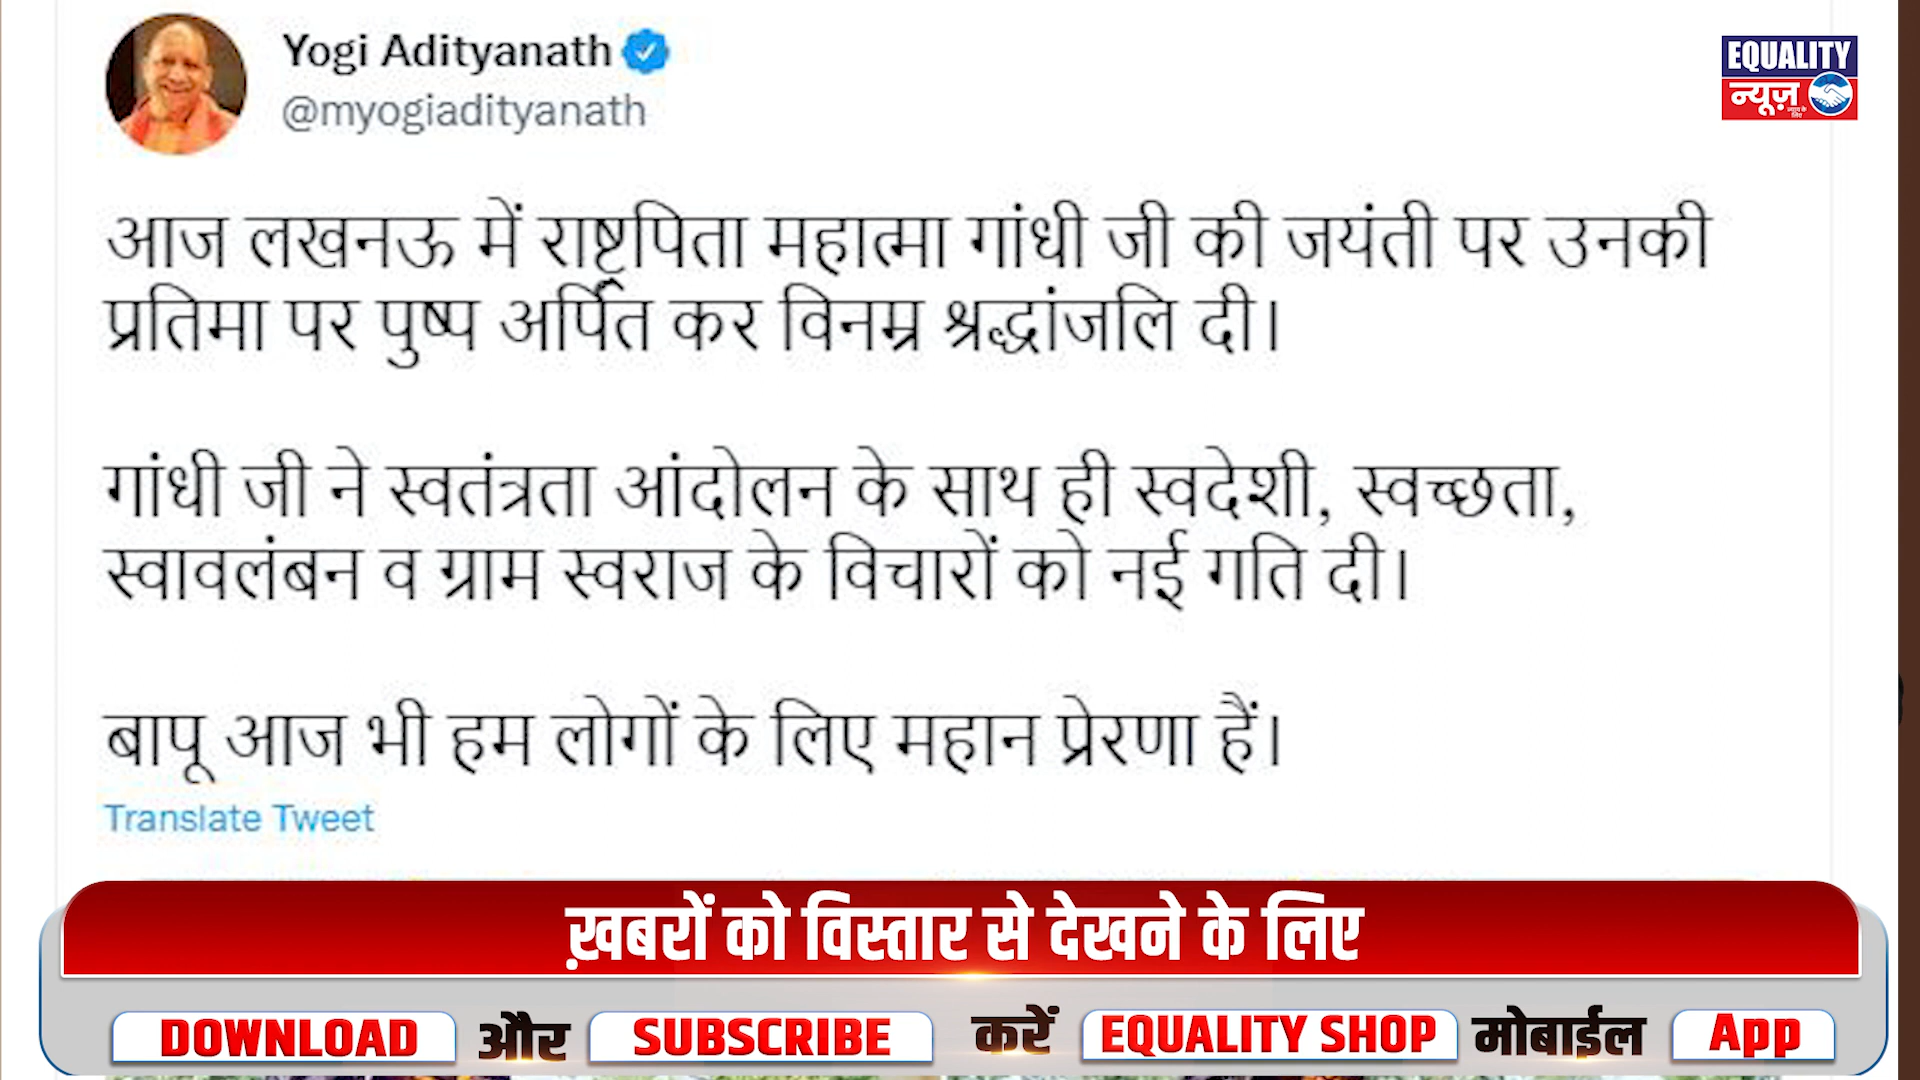 Yogi Adityanath
@myogiadityanath
EQUALITY
न्यूज़
आज लखनऊ में राष्ट्रपिता महात्मा गांधी जी की जयंती पर उनकी
प्रतिमा पर पुष्प अर्पित कर विनम्र श्रद्धांजलि दी।
गांधी जी ने स्वतंत्रता आंदोलन के साथ ही स्वदेशी, स्वच्छता,
स्वावलंबन व ग्राम स्वराज के विचारों को नई गति दी।
बापू आज भी हम लोगों के लिए महान प्रेरणा हैं।
Translate Tweet
ख़बरों को विस्तार से देखने के लिए
DOWNLOAD और SUBSCRIBE करें EQUALITY SHOP मोबाईल App